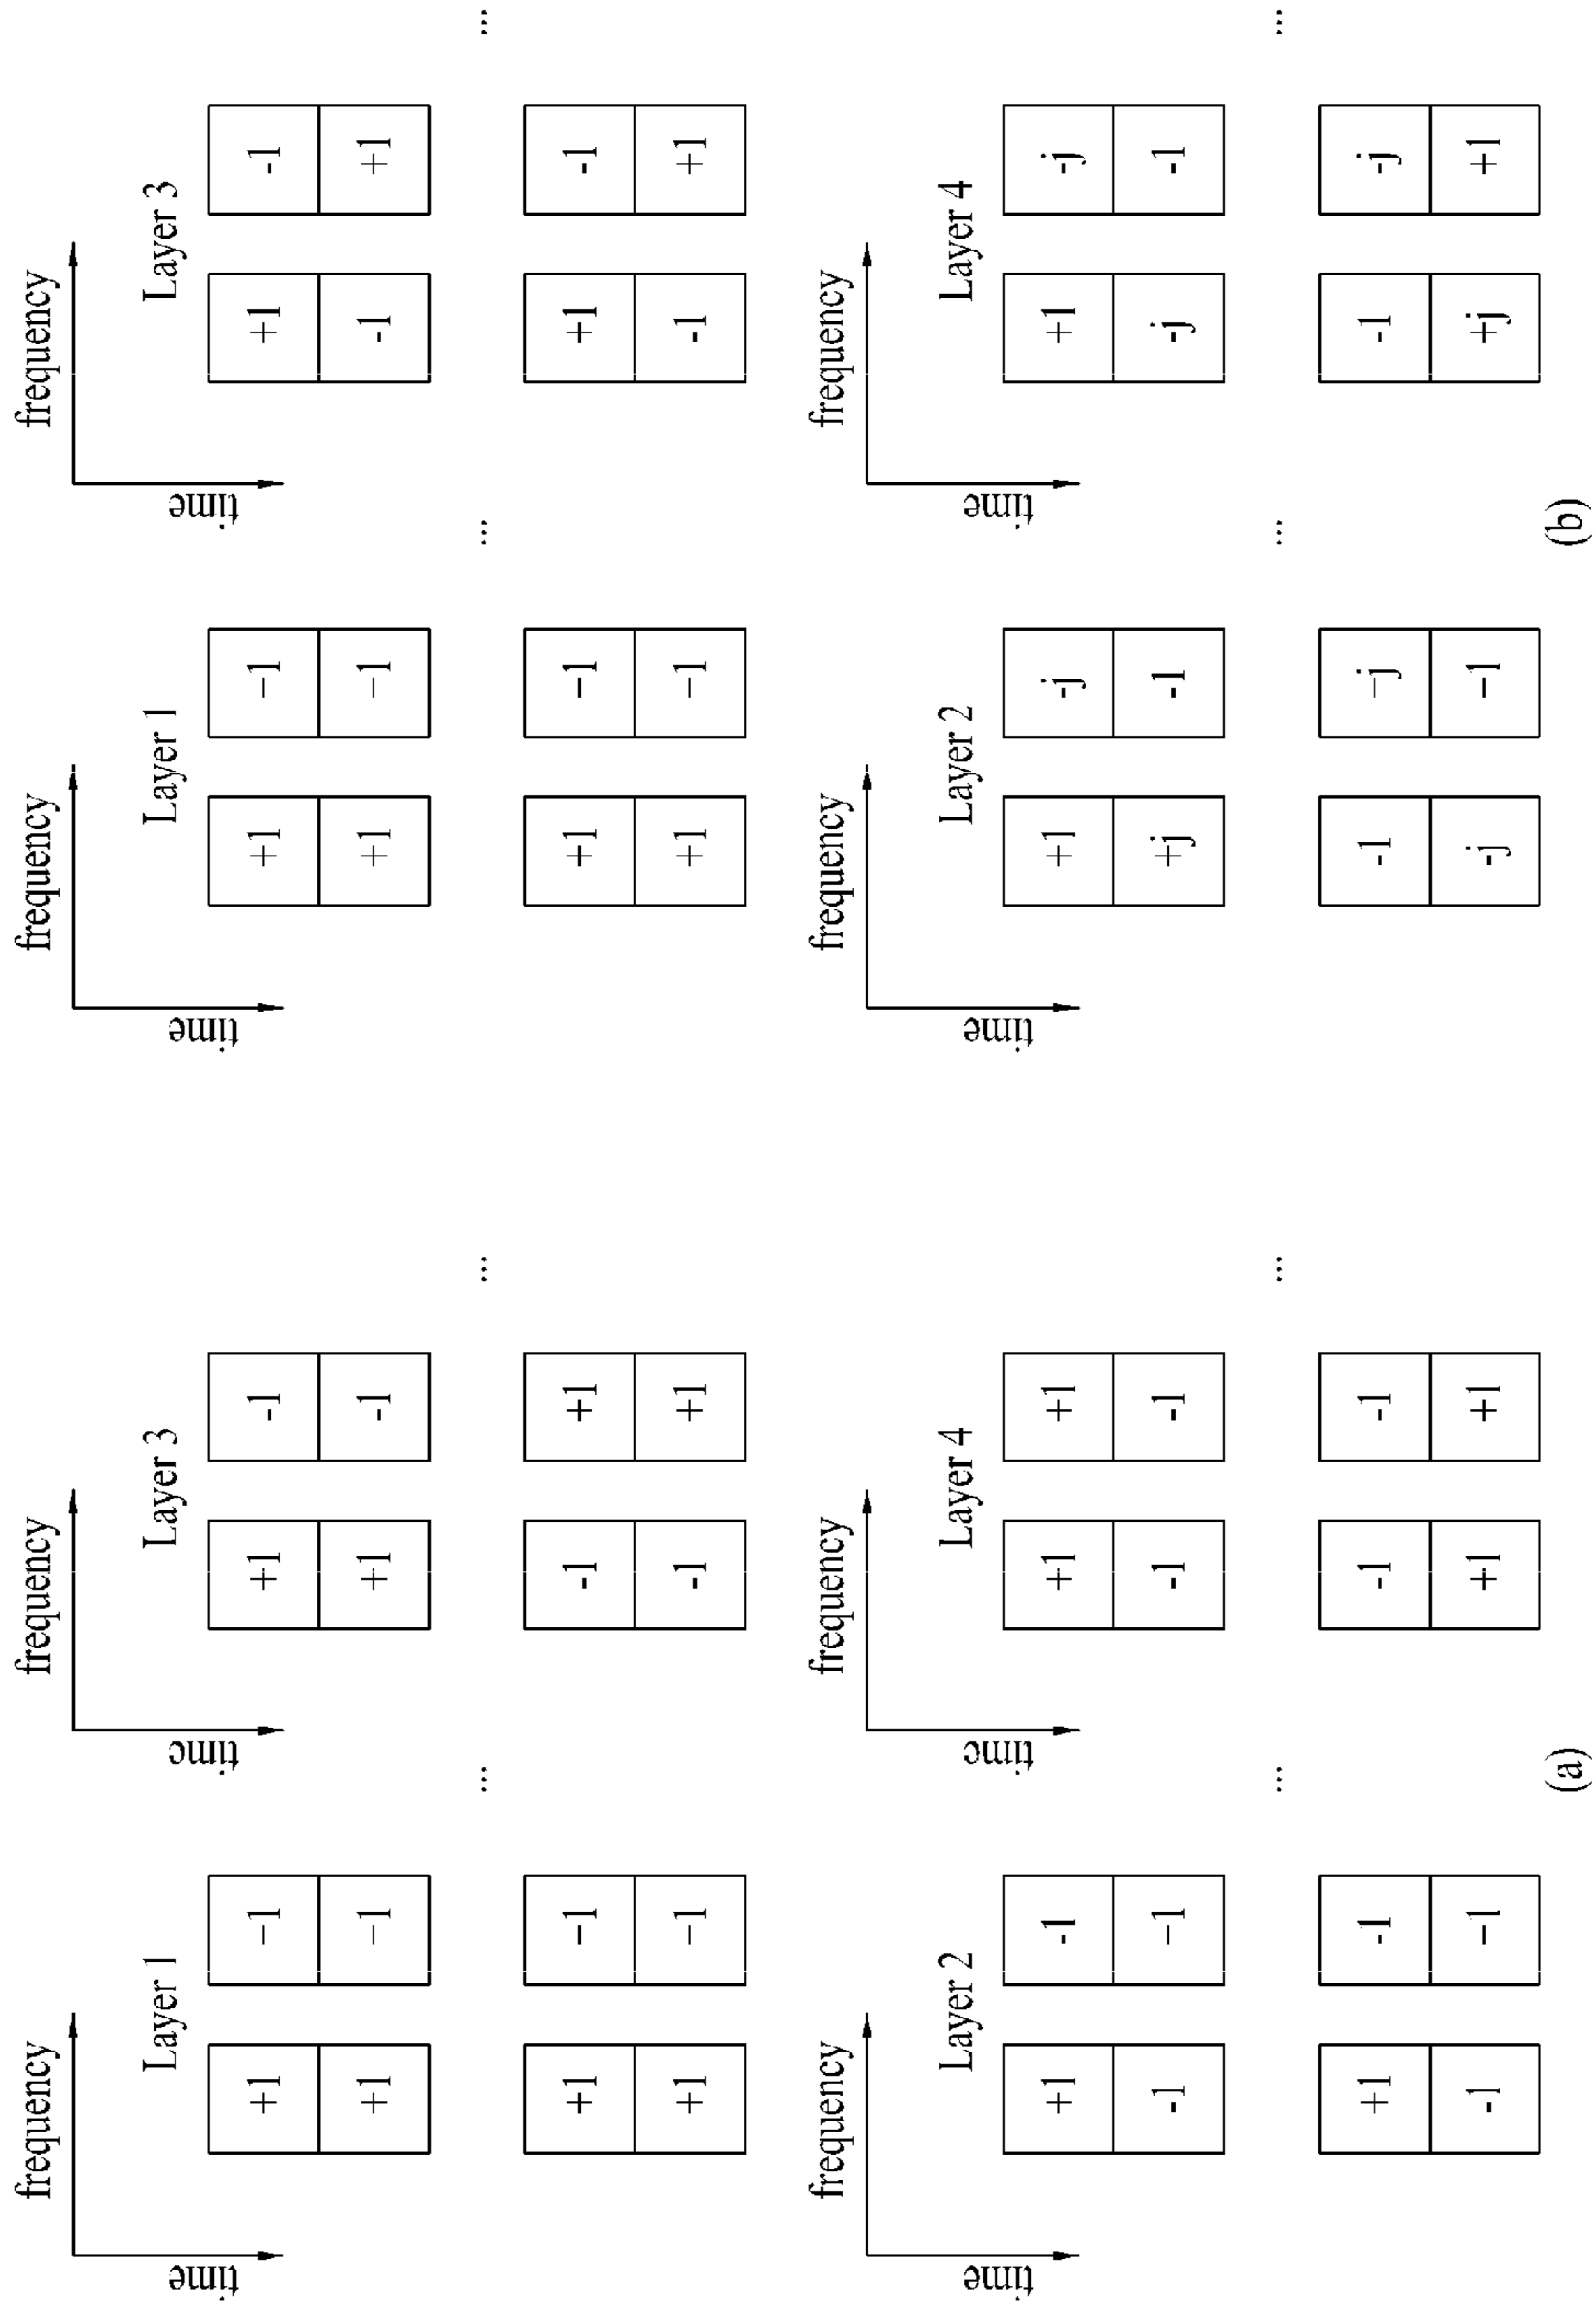 frequency
time
Layer 1
+1 −1
+1 −1
...
+1 −1
+1 −1
frequency
time
Layer 3
+1 -1
+1 -1
...
-1 +1
-1 +1
frequency
time
Layer 2
+1 -1
-1 −1
...
+1 -1
-1 −1
frequency
time
Layer 4
+1 +1
-1 -1
...
-1 -1
+1 +1
(a)
frequency
time
Layer 1
+1 −1
+1 −1
...
+1 −1
+1 −1
frequency
time
Layer 3
+1 -1
-1 +1
...
+1 -1
-1 +1
frequency
time
Layer 2
+1 -j
+j -1
...
-1 −j
-j −1
frequency
time
Layer 4
+1 -j
-j -1
...
-1 -j
+j +1
(b)